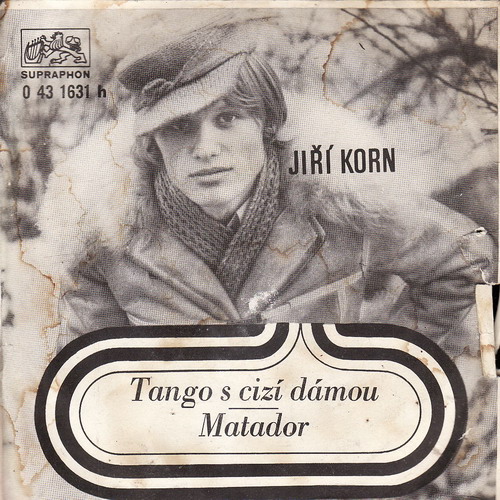 SUPRAPHON
0 43 1631 h
JIŘÍ KORN
Tango s cizí dámou
Matador